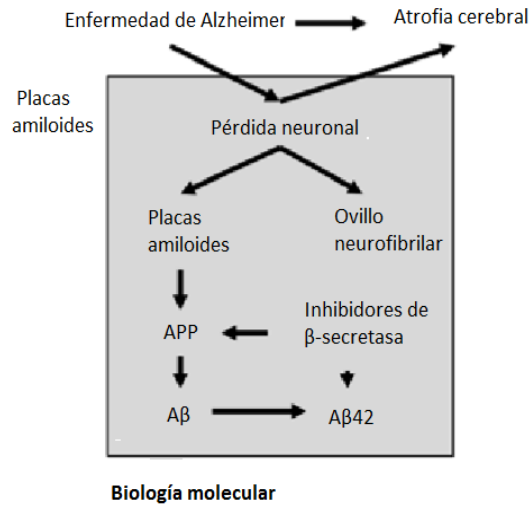 Enfermedad de Alzheimer
Atrofia cerebral
Placas
amiloides
Pérdida neuronal
Placas
amiloides
Ovillo
neurofibrilar
APP
Inhibidores de
β-secretasa
Aβ
Aβ42
Biología molecular